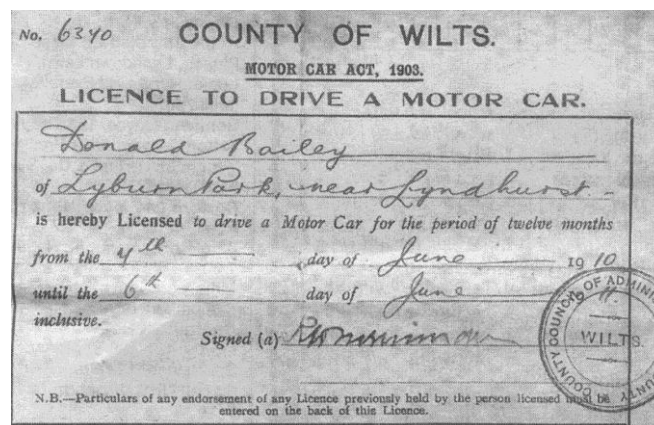 No. 6340 COUNTY OF WILTS.
MOTOR CAR ACT, 1903.
LICENCE TO DRIVE A MOTOR CAR.
Donald Bailey
of Lyburn Park, near Lyndhurst
is hereby Licensed to drive a Motor Car for the period of twelve months
from the 7th day of June 1910
until the 6th day of June
inclusive.
Signed (a)
COUNTY COUNCIL OF WILTS.
N.B.—Particulars of any endorsement of any Licence previously held by the person licensed must be
entered on the back of this Licence.